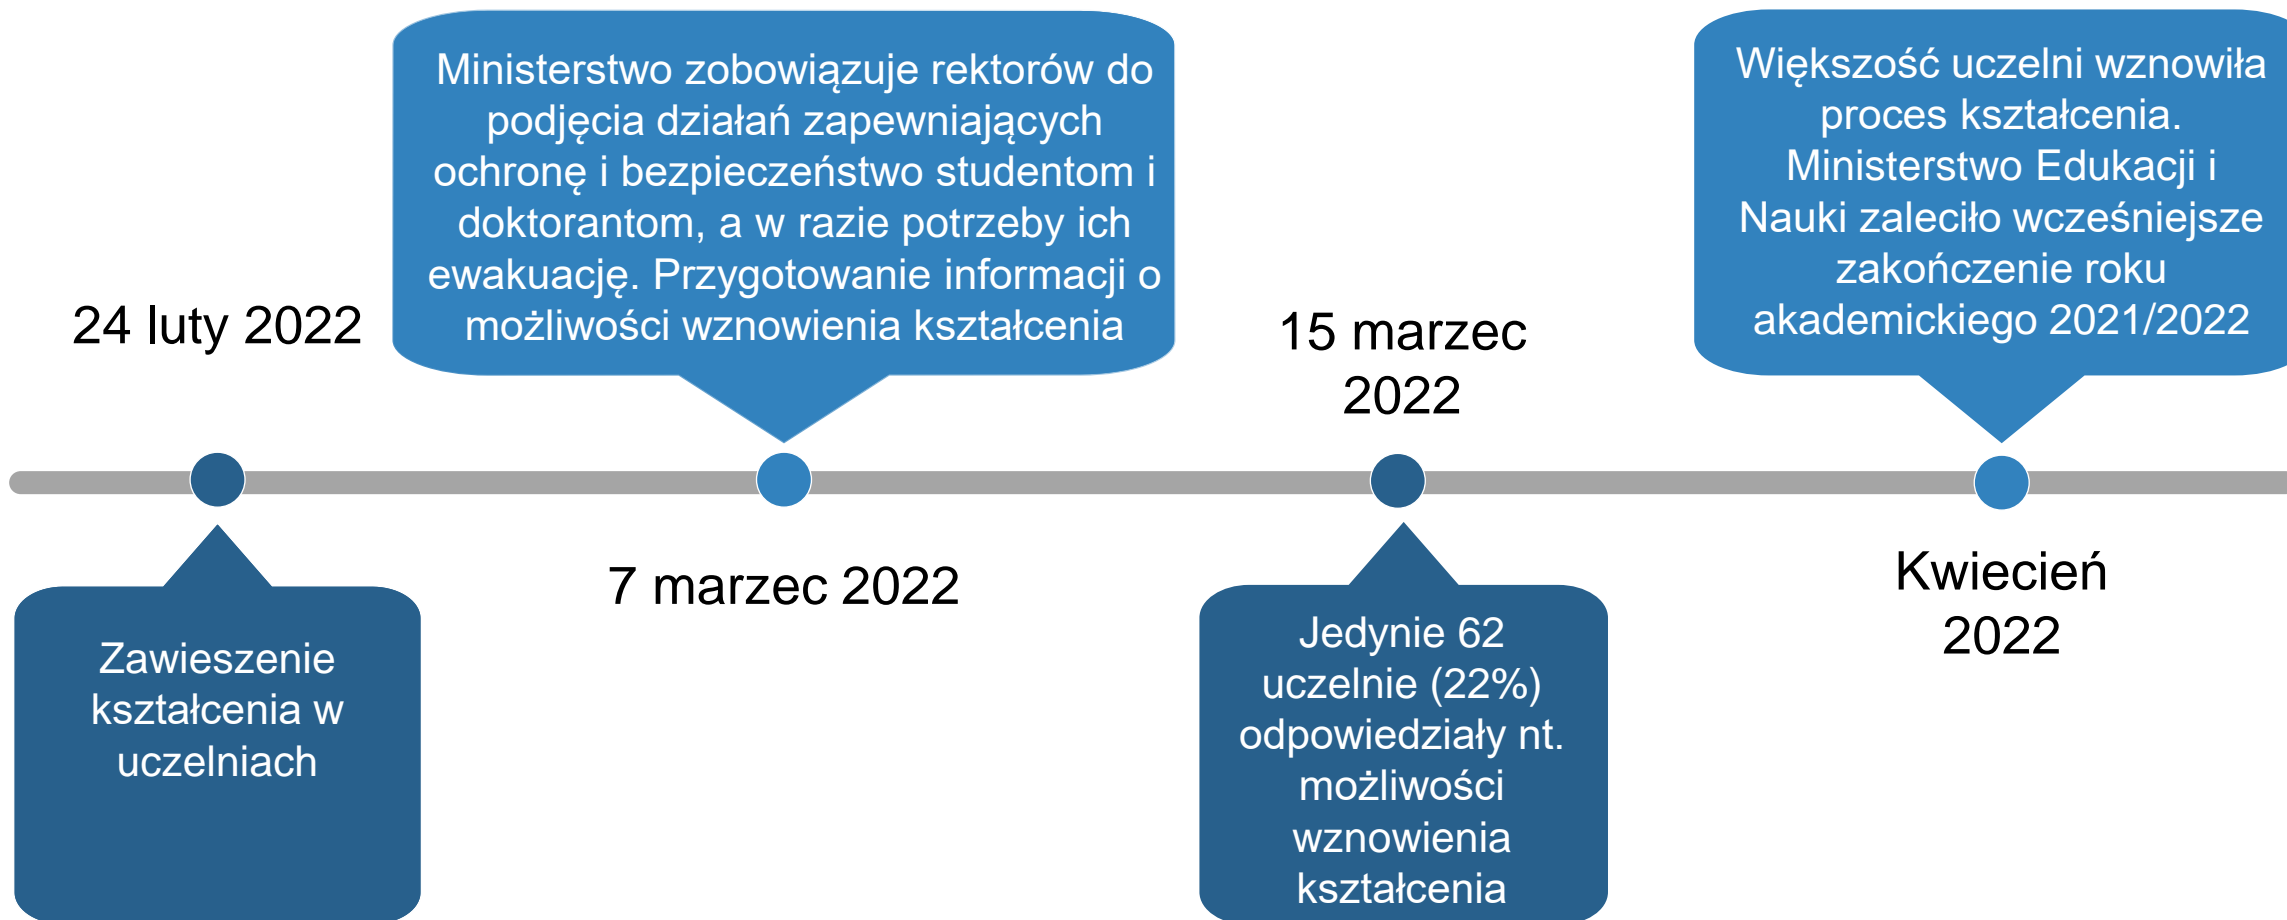 24 luty 2022
Zawieszenie
kształcenia w
uczelniach
Ministerstwo zobowiązuje rektorów do
podjęcia działań zapewniających
ochronę i bezpieczeństwo studentom i
doktorantom, a w razie potrzeby ich
ewakuację. Przygotowanie informacji o
możliwości wznowienia kształcenia
7 marzec 2022
15 marzec
2022
Jedynie 62
uczelnie (22%)
odpowiedziały nt.
możliwości
wznowienia
kształcenia
Większość uczelni wznowiła
proces kształcenia.
Ministerstwo Edukacji i
Nauki zaleciło wcześniejsze
zakończenie roku
akademickiego 2021/2022
Kwiecień
2022